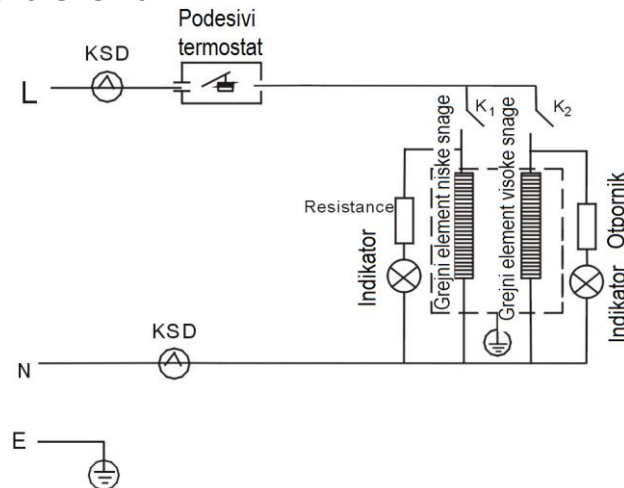 Podesivi
termostat
KSD
L
K1
K2
Grejni element niske snage
Grejni element visoke snage
Resistance
Indikator
Otpornik
Indikator
KSD
N
E